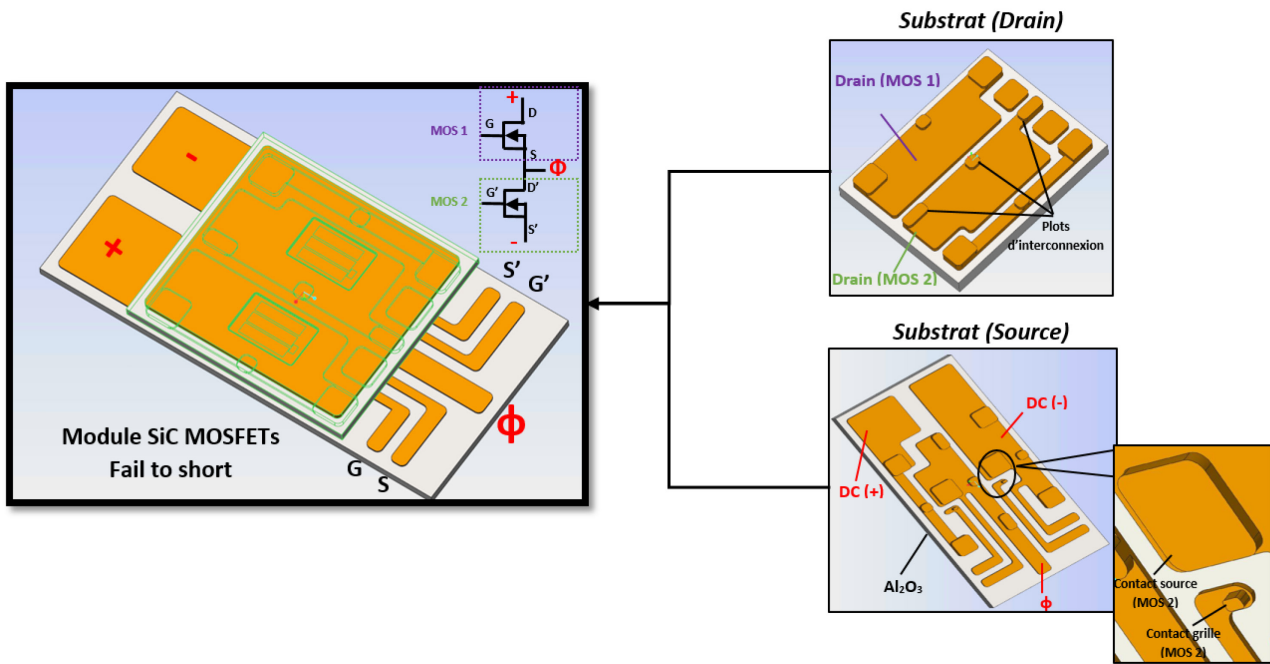 -
+
+
D
G
MOS 1
S
Φ
D'
G'
MOS 2
S'
-
S'
G'
ϕ
G
S
Module SiC MOSFETs
Fail to short
Substrat (Drain)
Drain (MOS 1)
Plots
d'interconnexion
Drain (MOS 2)
Substrat (Source)
DC (-)
DC (+)
Al₂O₃
ϕ
Contact source
(MOS 2)
Contact grille
(MOS 2)